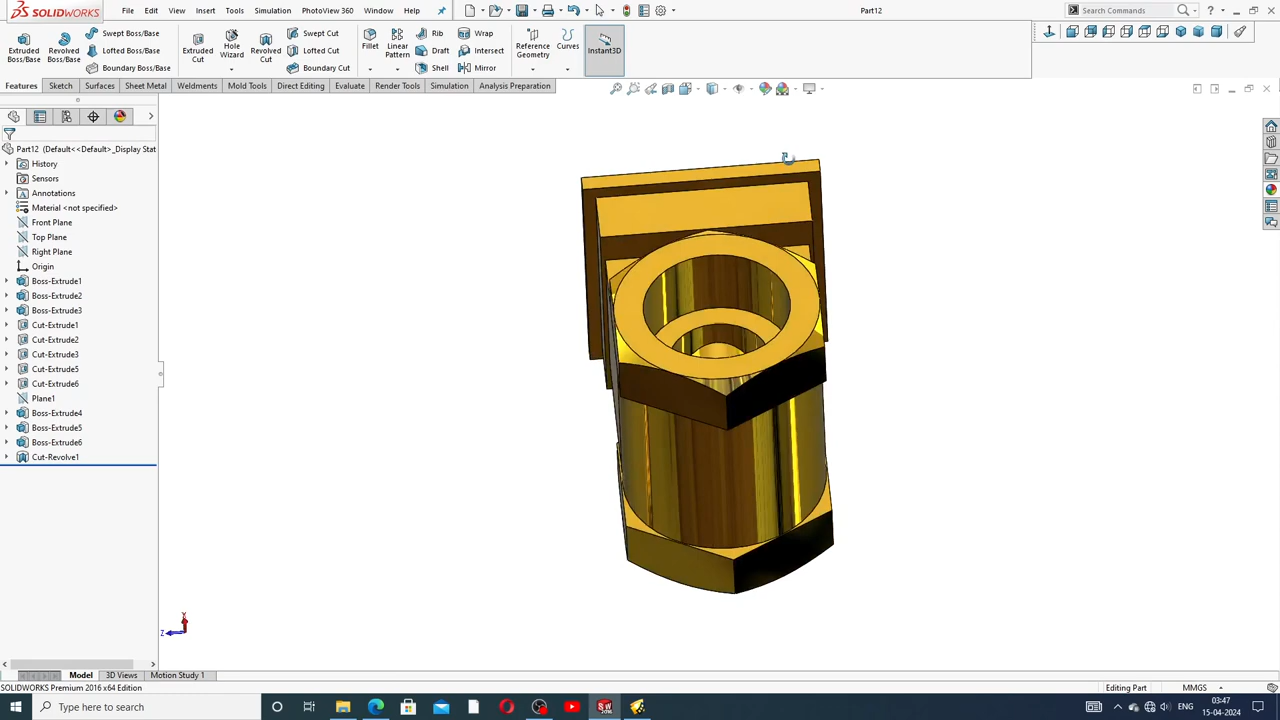 SOLIDWORKS File Edit View Insert Tools Simulation PhotoView 360 Window Help Part12 Search Commands
Extruded Boss/Base
Revolved Boss/Base
Swept Boss/Base
Lofted Boss/Base
Boundary Boss/Base
Extruded Cut
Hole Wizard
Revolved Cut
Swept Cut
Lofted Cut
Boundary Cut
Fillet
Linear Pattern
Rib
Draft
Shell
Wrap
Intersect
Mirror
Reference Geometry
Curves
Instant3D
Features Sketch Surfaces Sheet Metal Weldments Mold Tools Direct Editing Evaluate Render Tools Simulation Analysis Preparation
Part12 (Default<<Default>_Display Stat
History
Sensors
Annotations
Material <not specified>
Front Plane
Top Plane
Right Plane
Origin
Boss-Extrude1
Boss-Extrude2
Boss-Extrude3
Cut-Extrude1
Cut-Extrude2
Cut-Extrude3
Cut-Extrude5
Cut-Extrude6
Plane1
Boss-Extrude4
Boss-Extrude5
Boss-Extrude6
Cut-Revolve1
Y
Z
Model 3D Views Motion Study 1
SOLIDWORKS Premium 2016 x64 Edition Editing Part MMGS
Type here to search
ENG
03:47
15-04-2024